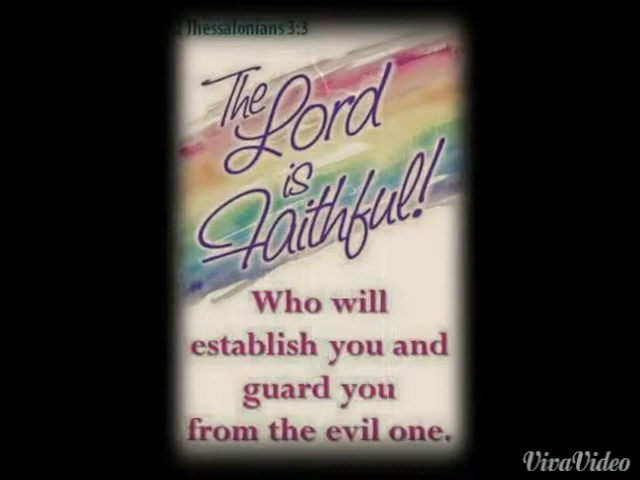 2 Thessalonians 3:3
The
Lord
is
Faithful!
Who will
establish you and
guard you
from the evil one.
VivaVideo